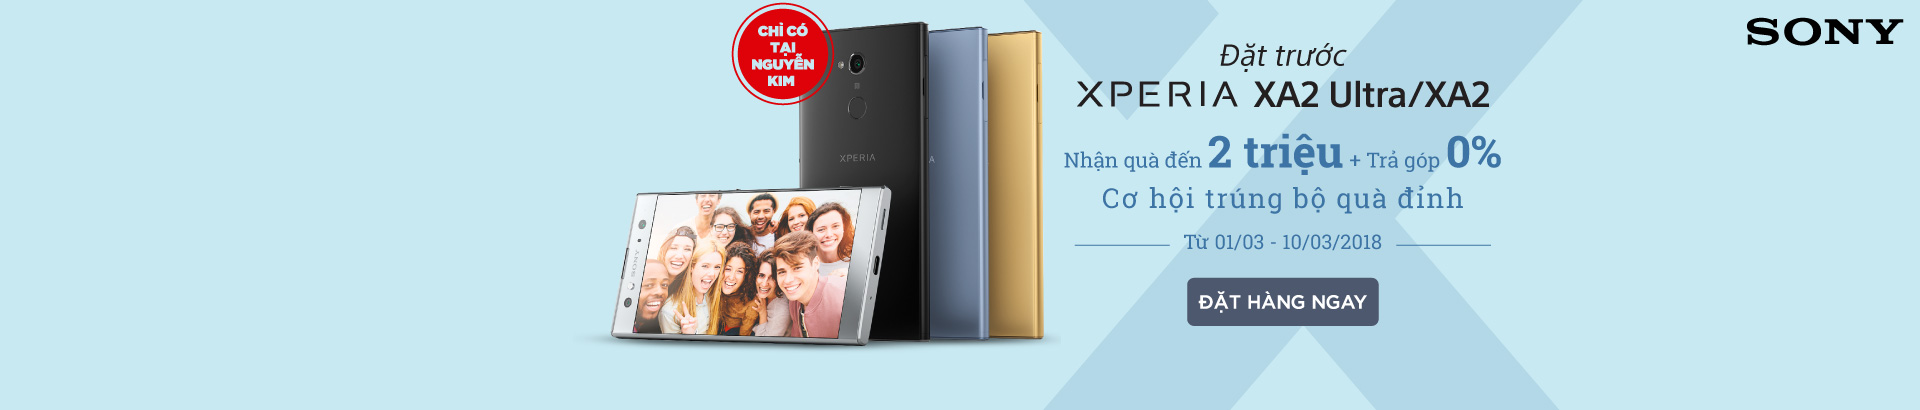 CHỈ CÓ
TẠI
NGUYỄN
KIM
XPERIA
A
SONY
SONY
Đặt trước
XPERIA XA2 Ultra/XA2
Nhận quà đến 2 triệu + Trả góp 0%
Cơ hội trúng bộ quà đỉnh
Từ 01/03 - 10/03/2018
ĐẶT HÀNG NGAY